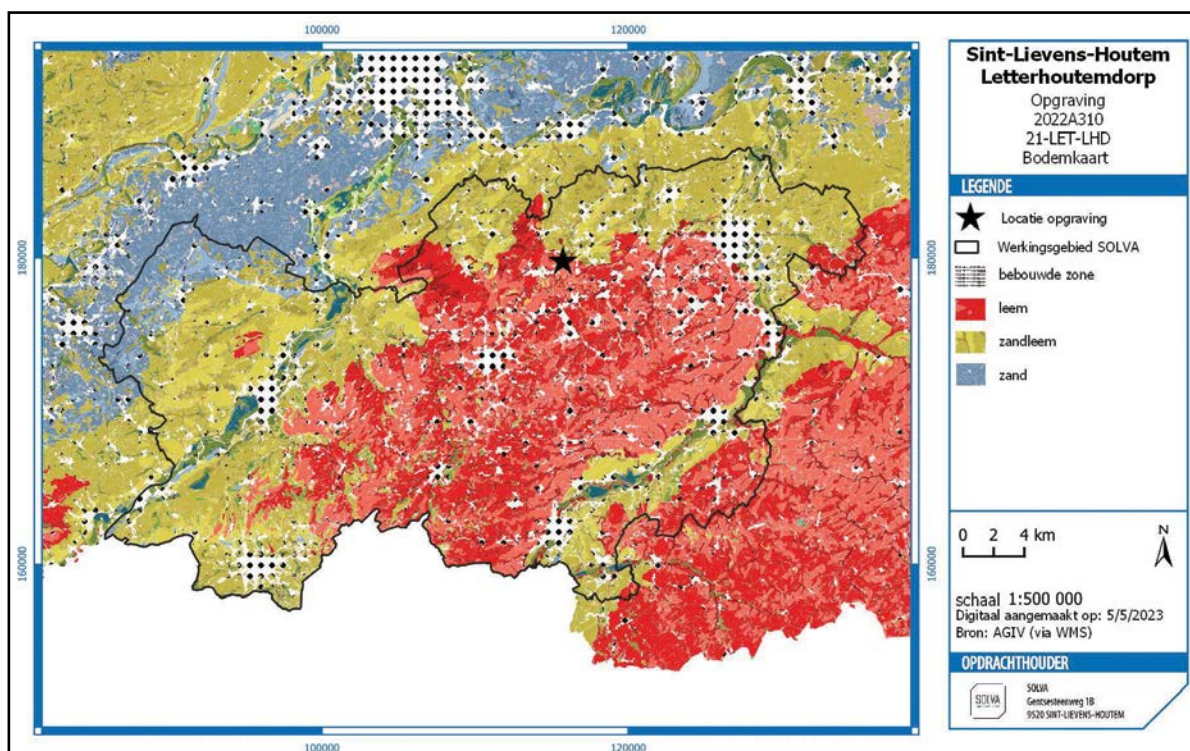 100000
120000
180000
160000
180000
160000
100000
120000
Sint-Lievens-Houtem
Letterhoutemdorp
Opgraving
2022A310
21-LET-LHD
Bodemkaart
LEGENDE
Locatie opgraving
Werkingsgebied SOLVA
bebouwde zone
leem
zandleem
zand
0 2 4 km
N
schaal 1:500 000
Digitaal aangemaakt op: 5/5/2023
Bron: AGIV (via WMS)
OPDRACHTHOUDER
SOLVA
SOLVA
Gentsesteenweg 1B
9520 SINT-LIEVENS-HOUTEM